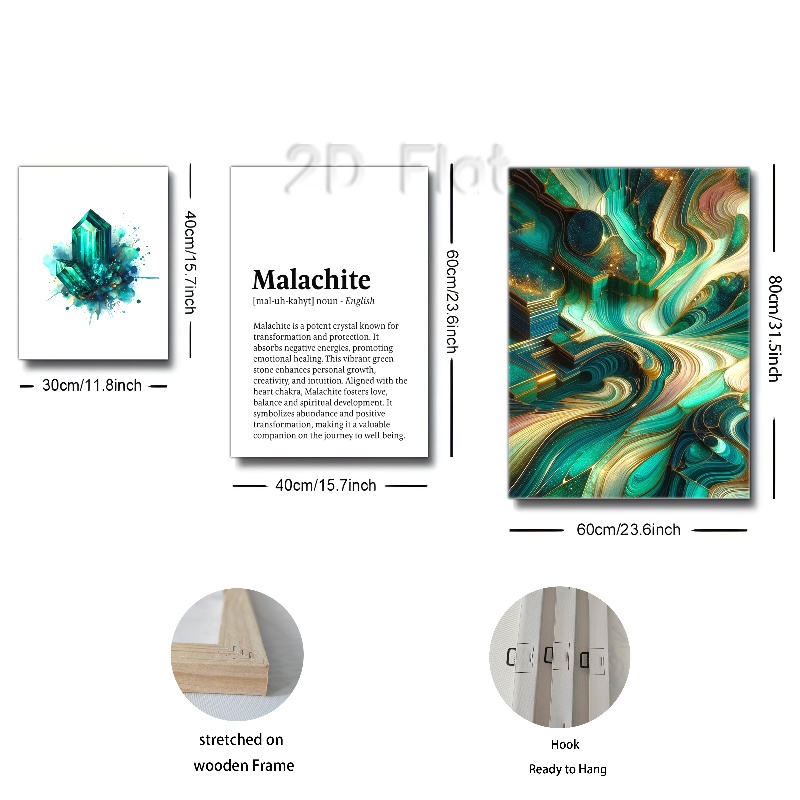 2D Flat
40cm/15.7inch
30cm/11.8inch
Malachite
[mal-uh-kahyt] noun - English
Malachite is a potent crystal known for
transformation and protection. It
absorbs negative energies, promoting
emotional healing. This vibrant green
stone enhances personal growth,
creativity, and intuition. Aligned with the
heart chakra, Malachite fosters love,
balance and spiritual development. It
symbolizes abundance and positive
transformation, making it a valuable
companion on the journey to well being.
60cm/23.6inch
40cm/15.7inch
80cm/31.5inch
60cm/23.6inch
stretched on
wooden Frame
Hook
Ready to Hang